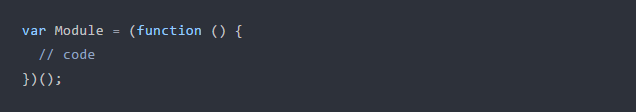 var Module = (function () {
  // code
})();